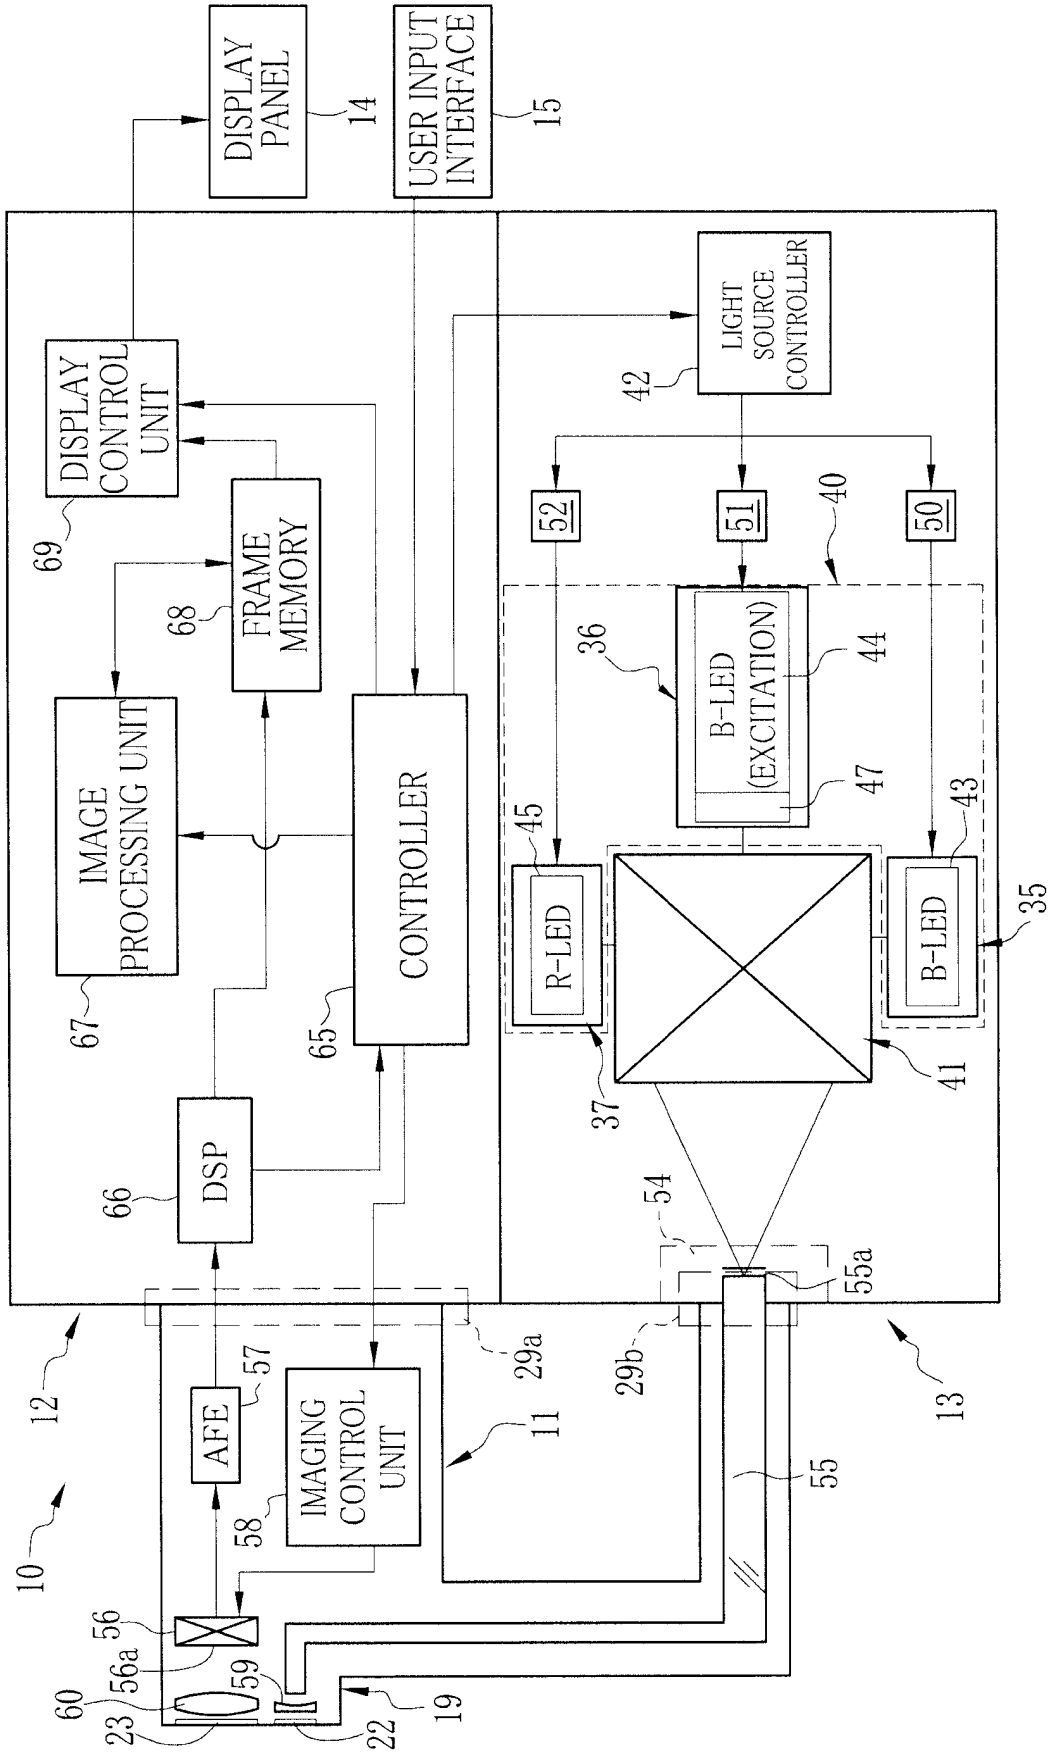 10
12
69
DISPLAY
CONTROL
UNIT
DISPLAY
PANEL
14
67
IMAGE
PROCESSING UNIT
68
FRAME
MEMORY
USER INPUT
INTERFACE
15
60
23
56
56a
AFE
57
66
DSP
65
CONTROLLER
59
22
19
58
IMAGING
CONTROL
UNIT
29a
11
37
R-LED
45
52
42
LIGHT
SOURCE
CONTROLLER
36
B-LED
(EXCITATION)
44
47
51
40
54
29b
55
55a
41
B-LED
43
50
35
13